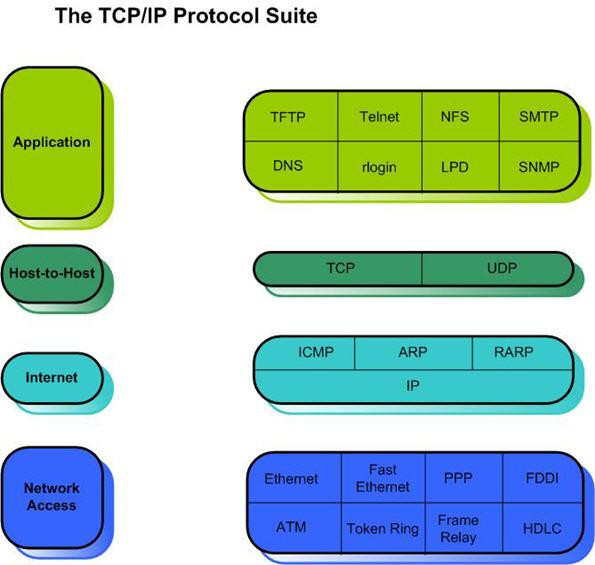 The TCP/IP Protocol Suite
Application
TFTP Telnet NFS SMTP
DNS rlogin LPD SNMP
Host-to-Host
TCP UDP
Internet
ICMP ARP RARP
IP
Network
Access
Ethernet Fast
Ethernet PPP FDDI
ATM Token Ring Frame
Relay HDLC